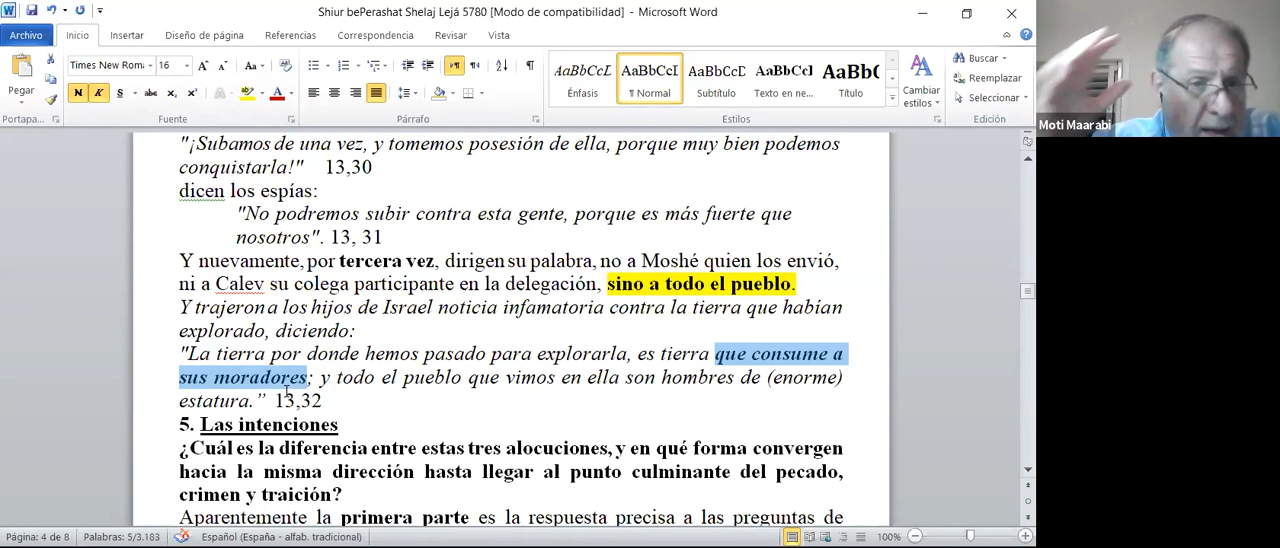 Shiur bePerashat Shelaj Lejá 5780 [Modo de compatibilidad] - Microsoft Word
Archivo Inicio Insertar Diseño de página Referencias Correspondencia Revisar Vista
Times New Roma 16
Buscar
Reemplazar
Seleccionar
Pegar
AaBbCcL AaBbCcI AaBbCcD AaBbCc AaBb(
Énfasis ¶ Normal Subtítulo Texto en ne... Título
Cambiar
estilos
Portapa... Fuente Párrafo Estilos Edición
Moti Maarabi
"¡Subamos de una vez, y tomemos posesión de ella, porque muy bien podemos
conquistarla!" 13,30
dicen los espías:
"No podremos subir contra esta gente, porque es más fuerte que
nosotros". 13, 31
Y nuevamente, por tercera vez, dirigen su palabra, no a Moshé quien los envió,
ni a Calev su colega participante en la delegación, sino a todo el pueblo.
Y trajeron a los hijos de Israel noticia infamatoria contra la tierra que habían
explorado, diciendo:
"La tierra por donde hemos pasado para explorarla, es tierra que consume a
sus moradores; y todo el pueblo que vimos en ella son hombres de (enorme)
estatura.” 13,32
5. Las intenciones
¿Cuál es la diferencia entre estas tres alocuciones, y en qué forma convergen
hacia la misma dirección hasta llegar al punto culminante del pecado,
crimen y traición?
Aparentemente la primera parte es la respuesta precisa a las preguntas de
Página: 4 de 8 Palabras: 5/3.183 Español (España - alfab. tradicional) 100%